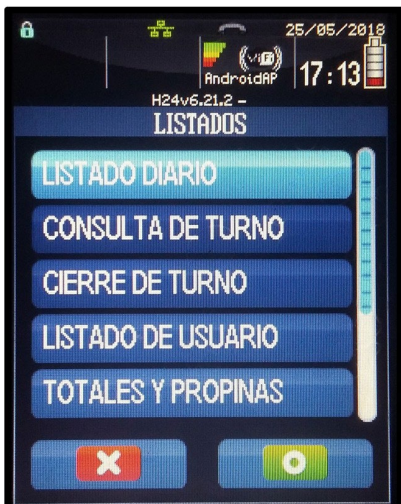 25/05/2018
WiFi
AndroidAP
17:13
H24v6.21.2 –
LISTADOS
LISTADO DIARIO
CONSULTA DE TURNO
CIERRE DE TURNO
LISTADO DE USUARIO
TOTALES Y PROPINAS